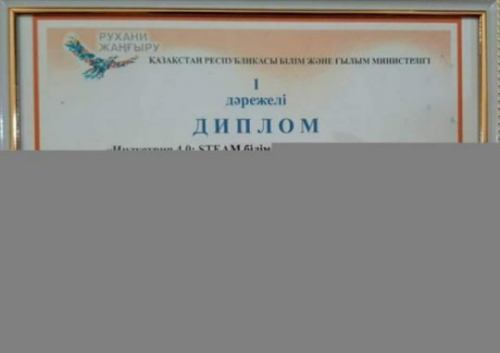 РУХАНИ
ЖАҢҒЫРУ
ҚАЗАҚСТАН РЕСПУБЛИКАСЫ БІЛІМ ЖӘНЕ ҒЫЛЫМ МИНИСТРЛІГІ
I
дәрежелі
ДИПЛОМ
«Индустрия 4.0: STEAM білім